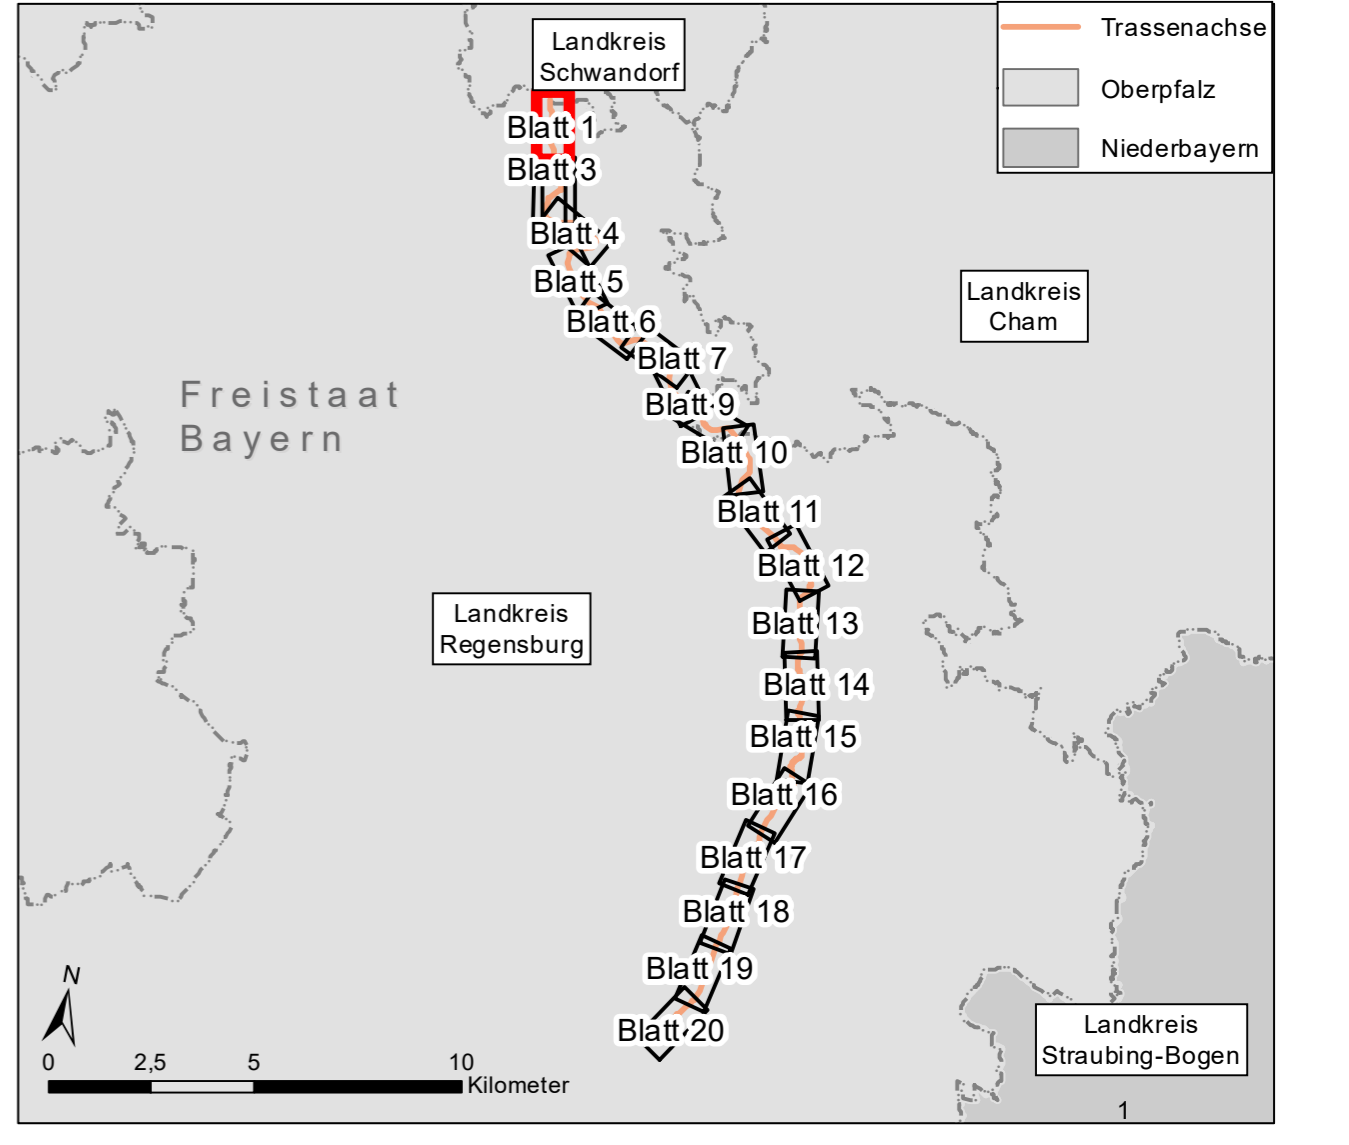 Landkreis
Schwandorf
Trassenachse
Oberpfalz
Niederbayern
Blatt 1
Blatt 3
Blatt 4
Blatt 5
Blatt 6
Blatt 7
Blatt 9
Blatt 10
Blatt 11
Blatt 12
Blatt 13
Blatt 14
Blatt 15
Blatt 16
Blatt 17
Blatt 18
Blatt 19
Blatt 20
Landkreis
Cham
Freistaat
Bayern
Landkreis
Regensburg
Landkreis
Straubing-Bogen
N
0 2,5 5 10
Kilometer
1